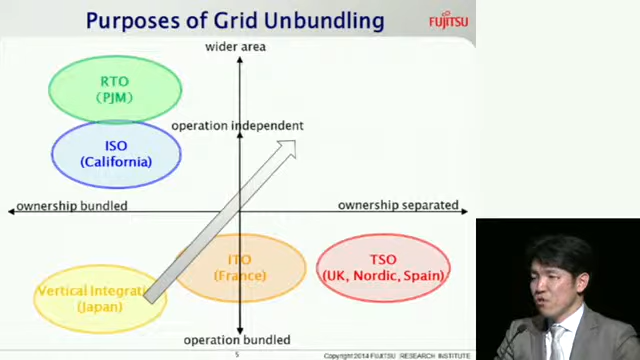 Purposes of Grid Unbundling
FUJITSU
wider area
RTO
(PJM)
operation independent
ISO
(California)
ownership bundled
ownership separated
ITO
(France)
TSO
(UK, Nordic, Spain)
Vertical Integrati
(Japan)
operation bundled
5
Copyright 2014 FUJITSU RESEARCH INSTITUTE